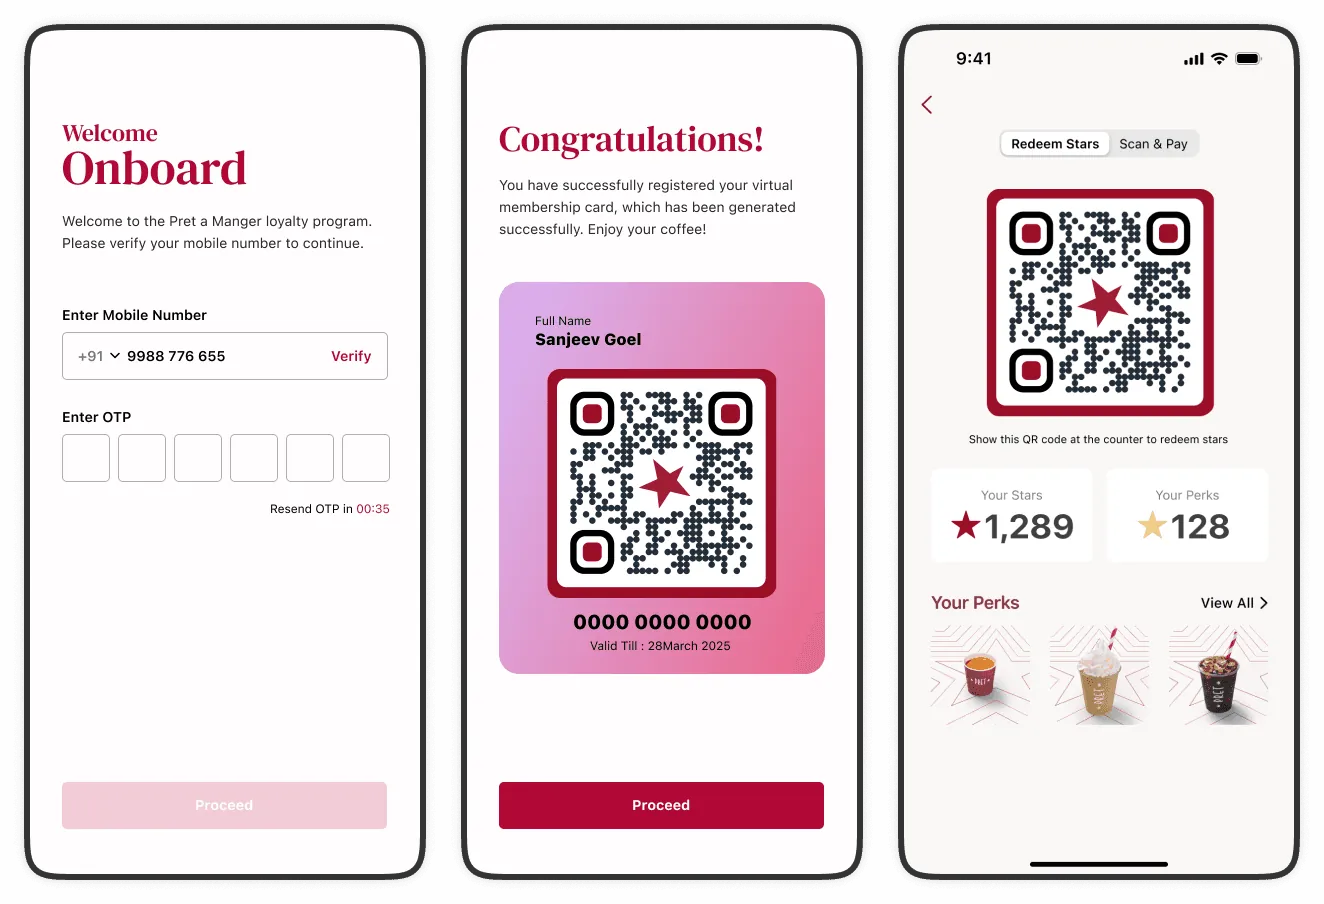 Welcome
Onboard
Welcome to the Pret a Manger loyalty program.
Please verify your mobile number to continue.
Enter Mobile Number
+91 9988 776 655 Verify
Enter OTP
Resend OTP in 00:35
Proceed
Congratulations!
You have successfully registered your virtual
membership card, which has been generated
successfully. Enjoy your coffee!
Full Name
Sanjeev Goel
0000 0000 0000
Valid Till : 28March 2025
Proceed
9:41
Redeem Stars Scan & Pay
Show this QR code at the counter to redeem stars
Your Stars
1,289
Your Perks
128
Your Perks View All
PRET
PRET
PRET